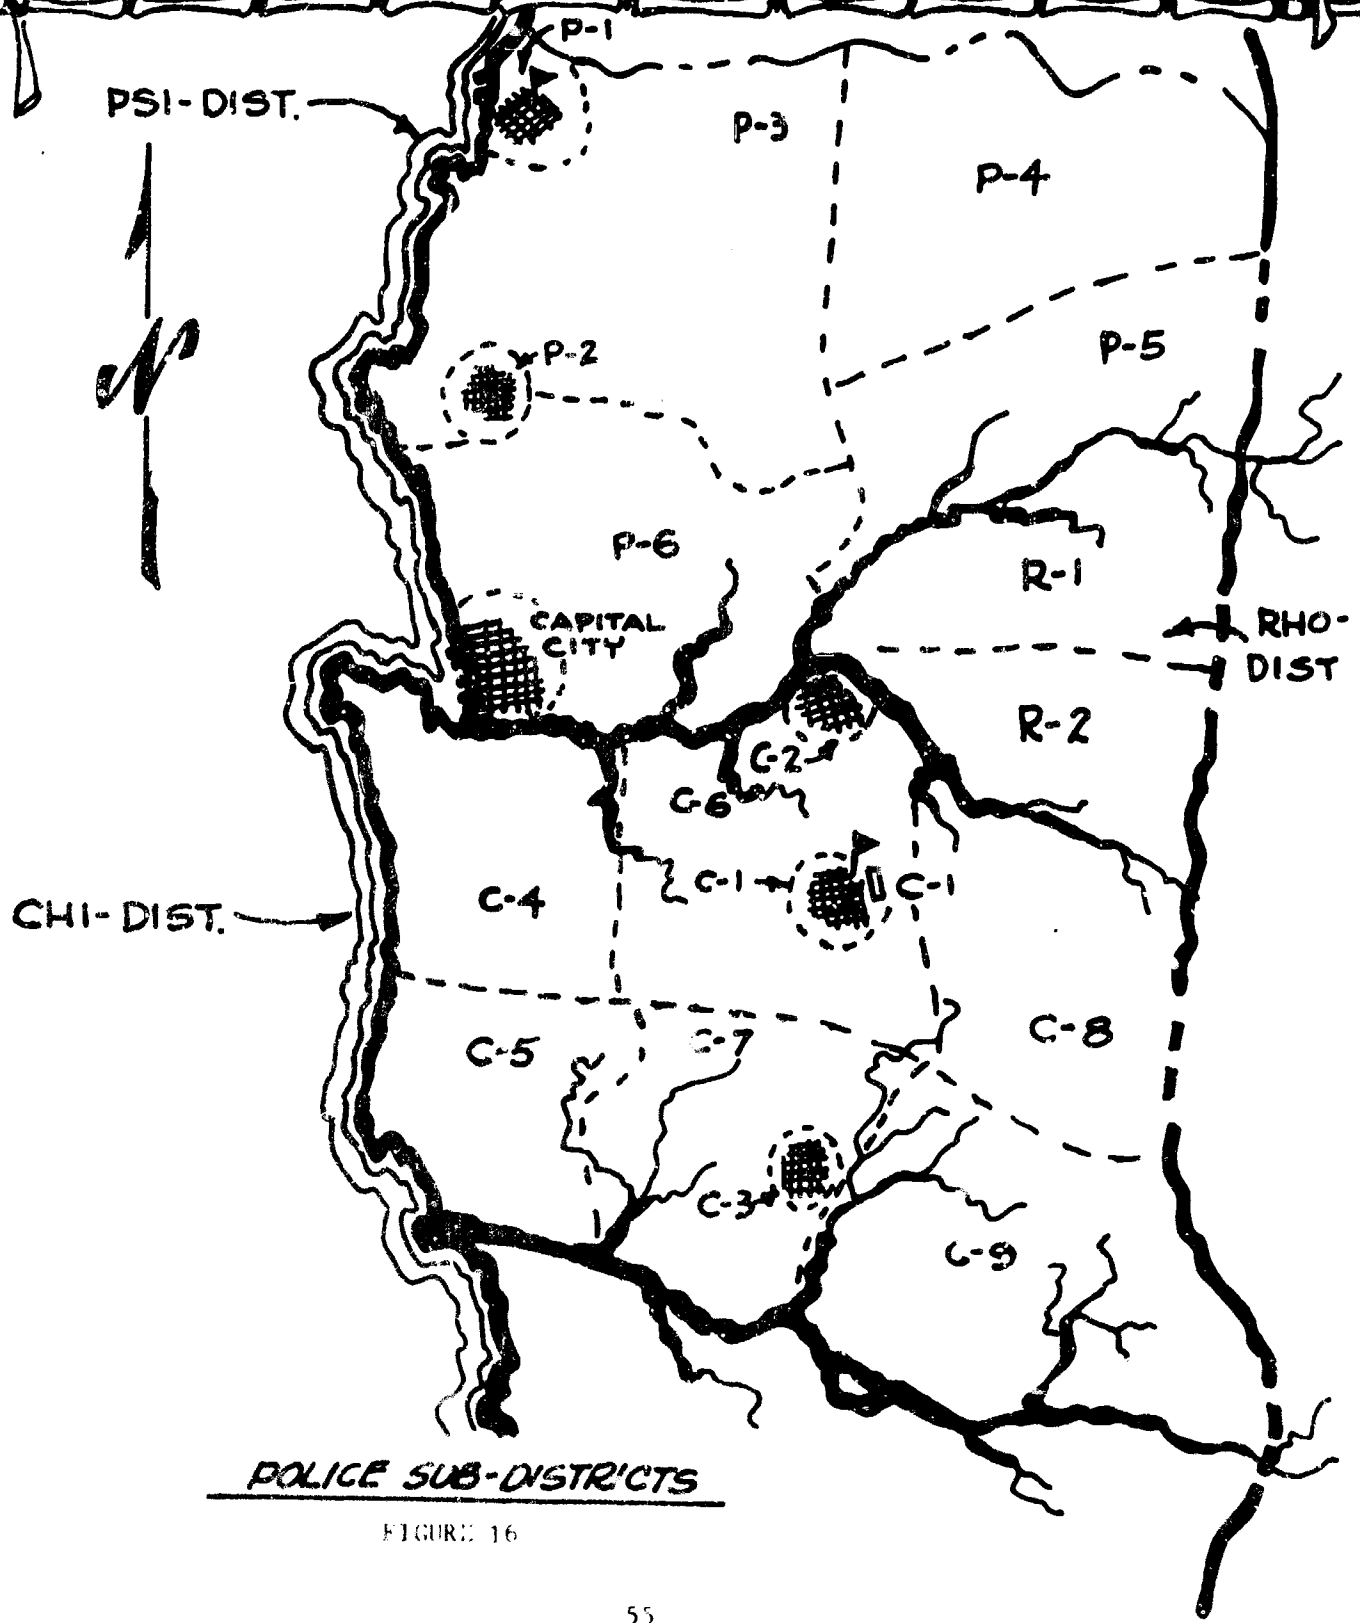 P-1
PSI-DIST.
P-3
P-4
N
P-2
P-5
P-6
R-1
CAPITAL
CITY
RHO-
DIST
R-2
C-2
C-6
C-1
C-1
C-4
CHI-DIST.
C-8
C-5
C-7
C-3
C-9
POLICE SUB-DISTRICTS
FIGURE 16
55